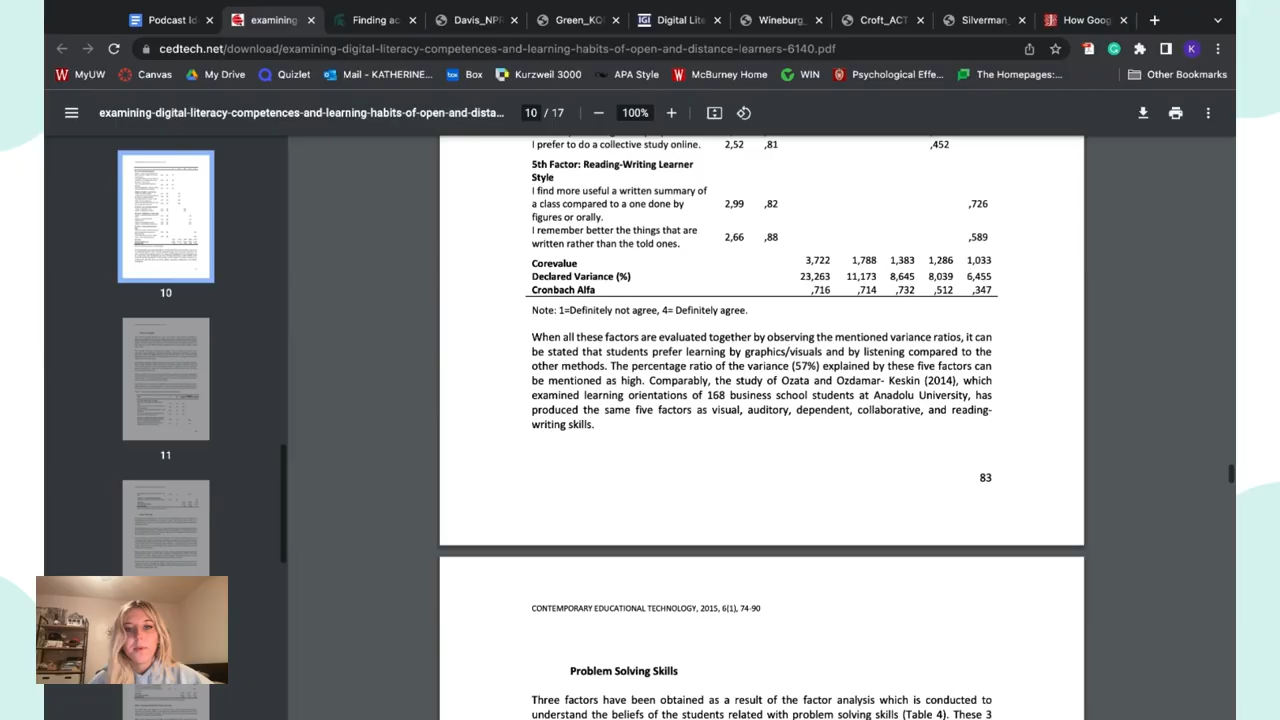 Podcast Id
examining
Finding ac
Davis_NPR
Green_KO
IGI Digital Lite
Wineburg_
Croft_ACT
Silverman_
How Goog
cedtech.net/download/examining-digital-literacy-competences-and-learning-habits-of-open-and-distance-learners-6140.pdf
K
W MyUW
Canvas
My Drive
Quizlet
Mail - KATHERINE...
box Box
Kurzweil 3000
APA Style
W McBurney Home
WIN
Psychological Effe...
The Homepages:...
Other Bookmarks
examining-digital-literacy-competences-and-learning-habits-of-open-and-dista...
10 / 17
100%
10
11
I prefer to do a collective study online. 2,52 ,81 ,452
5th Factor: Reading-Writing Learner
Style
I find more useful a written summary of
a class compared to a one done by 2,99 ,82 ,726
figures or orally.
I remember better the things that are
written rather than the told ones. 2,66 ,88 ,589
Corevalue 3,722 1,788 1,383 1,286 1,033
Declared Variance (%) 23,263 11,173 8,645 8,039 6,455
Cronbach Alfa ,716 ,714 ,732 ,512 ,347
Note: 1=Definitely not agree, 4= Definitely agree.
When all these factors are evaluated together by observing the mentioned variance ratios, it can
be stated that students prefer learning by graphics/visuals and by listening compared to the
other methods. The percentage ratio of the variance (57%) explained by these five factors can
be mentioned as high. Comparably, the study of Ozata and Ozdamar- Keskin (2014), which
examined learning orientations of 168 business school students at Anadolu University, has
produced the same five factors as visual, auditory, dependent, collaborative, and reading-
writing skills.
83
CONTEMPORARY EDUCATIONAL TECHNOLOGY, 2015, 6(1), 74-90
Problem Solving Skills
Three factors have been obtained as a result of the factor analysis which is conducted to
understand the beliefs of the students related with problem solving skills (Table 4). These 3